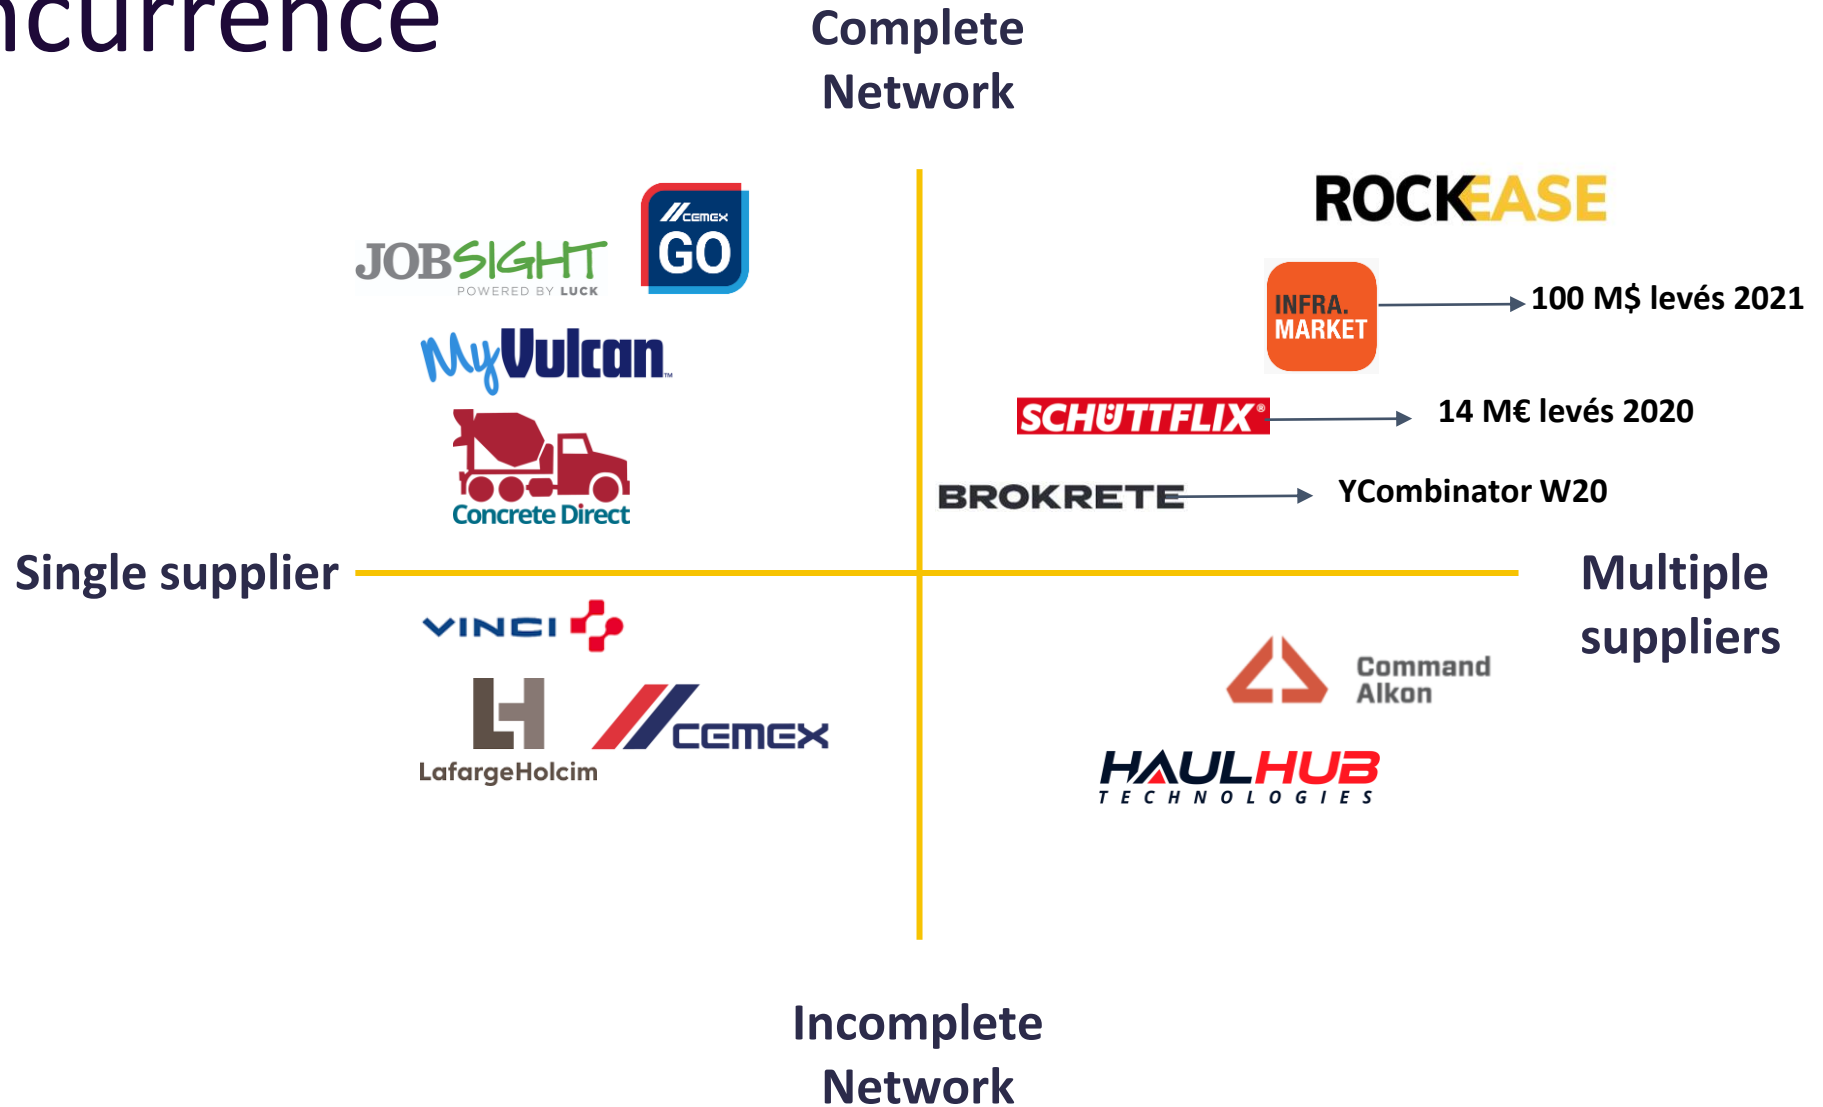 ncurrence
Complete
Network
ROCKEASE
CEMEX
GO
JOBSIGHT
POWERED BY LUCK
INFRA.
MARKET
100 M$ levés 2021
MyVulcan™
SCHÜTTFLIX®
14 M€ levés 2020
Concrete Direct
BROKRETE
YCombinator W20
Single supplier
Multiple
suppliers
VINCI
Command
Alkon
LafargeHolcim
CEMEX
HAULHUB
TECHNOLOGIES
Incomplete
Network